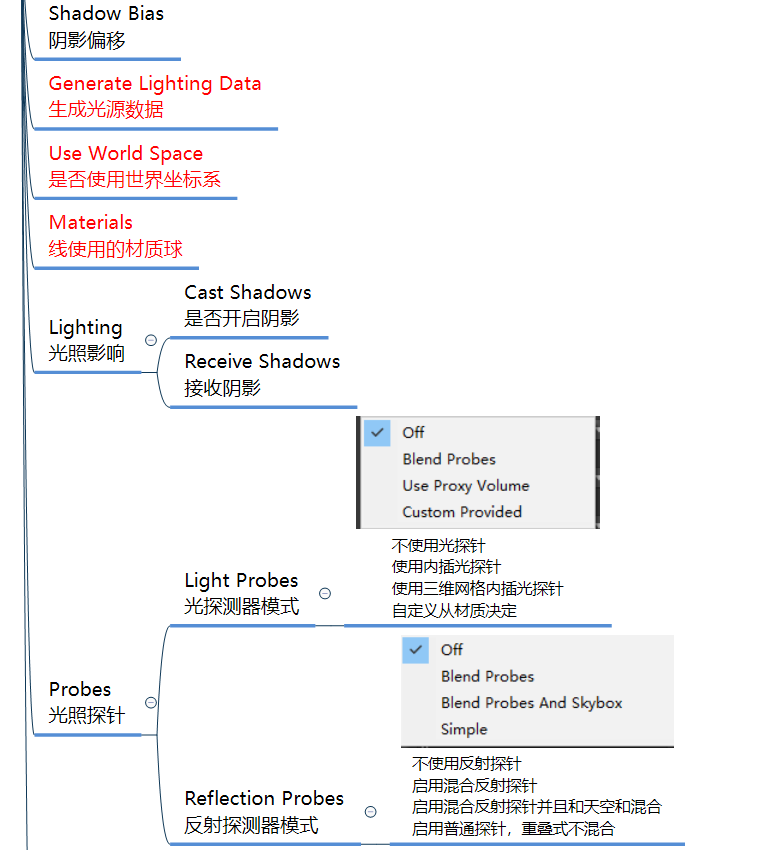 Shadow Bias
阴影偏移
Generate Lighting Data
生成光源数据
Use World Space
是否使用世界坐标系
Materials
线使用的材质球
Lighting
光照影响
Cast Shadows
是否开启阴影
Receive Shadows
接收阴影
Probes
光照探针
Light Probes
光探测器模式
Off
Blend Probes
Use Proxy Volume
Custom Provided
不使用光探针
使用内插光探针
使用三维网格内插光探针
自定义从材质决定
Reflection Probes
反射探测器模式
Off
Blend Probes
Blend Probes And Skybox
Simple
不使用反射探针
启用混合反射探针
启用混合反射探针并且和天空和混合
启用普通探针，重叠式不混合